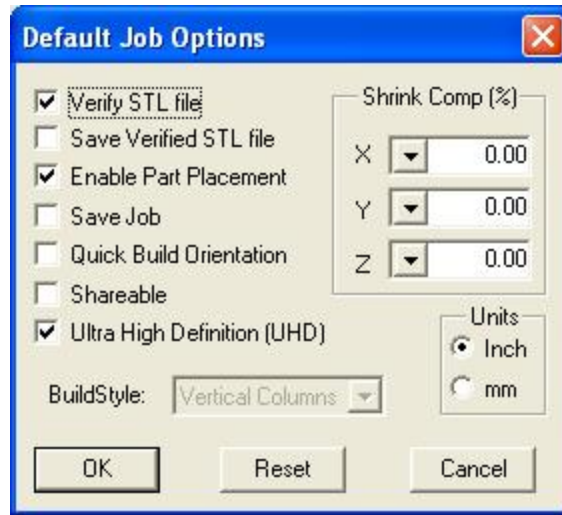 Default Job Options
Verify STL file
Save Verified STL file
Enable Part Placement
Save Job
Quick Build Orientation
Shareable
Ultra High Definition (UHD)
Shrink Comp (%)
X 0.00
Y 0.00
Z 0.00
Units
Inch
mm
BuildStyle: Vertical Columns
OK Reset Cancel